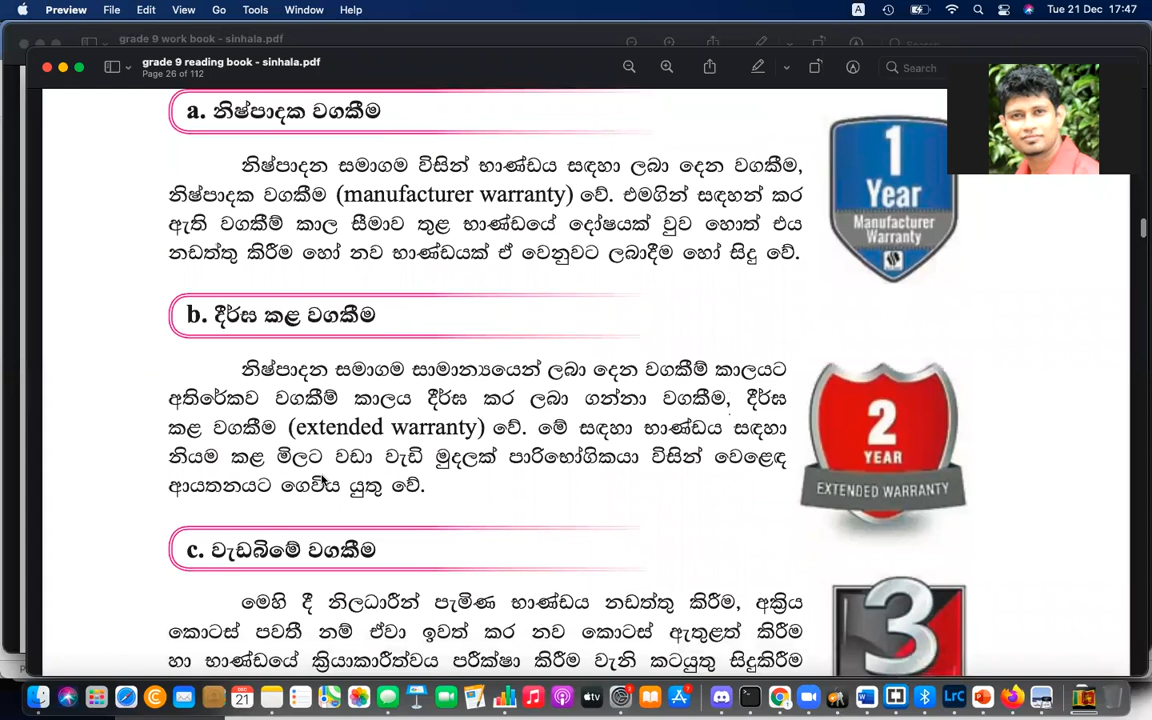 Preview File Edit View Go Tools Window Help A Tue 21 Dec 17:47
grade 9 work book - sinhala.pdf Search
grade 9 reading book - sinhala.pdf
Page 26 of 112
Search
a. නිෂ්පාදක වගකීම
නිෂ්පාදන සමාගම විසින් භාණ්ඩය සඳහා ලබා දෙන වගකීම,
නිෂ්පාදක වගකීම (manufacturer warranty) වේ. එමගින් සඳහන් කර
ඇති වගකීම් කාල සීමාව තුළ භාණ්ඩයේ දෝෂයක් වුව හොත් එය
නඩත්තු කිරීම හෝ නව භාණ්ඩයක් ඒ වෙනුවට ලබාදීම හෝ සිදු වේ.
1
Year
Manufacturer
Warranty
b. දීර්ඝ කළ වගකීම
නිෂ්පාදන සමාගම සාමාන්‍යයෙන් ලබා දෙන වගකීම් කාලයට
අතිරේකව වගකීම් කාලය දීර්ඝ කර ලබා ගන්නා වගකීම, දීර්ඝ
කළ වගකීම (extended warranty) වේ. මේ සඳහා භාණ්ඩය සඳහා
නියම කළ මිලට වඩා වැඩි මුදලක් පාරිභෝගිකයා විසින් වෙළෙඳ
ආයතනයට ගෙවිය යුතු වේ.
2
YEAR
EXTENDED WARRANTY
c. වැඩබිමේ වගකීම
මෙහි දී නිලධාරීන් පැමිණ භාණ්ඩය නඩත්තු කිරීම, අක්‍රිය
කොටස් පවතී නම් ඒවා ඉවත් කර නව කොටස් ඇතුළත් කිරීම
හා භාණ්ඩයේ ක්‍රියාකාරීත්වය පරීක්ෂා කිරීම වැනි කටයුතු සිදුකිරීම
3
DEC
21
tv
LrC